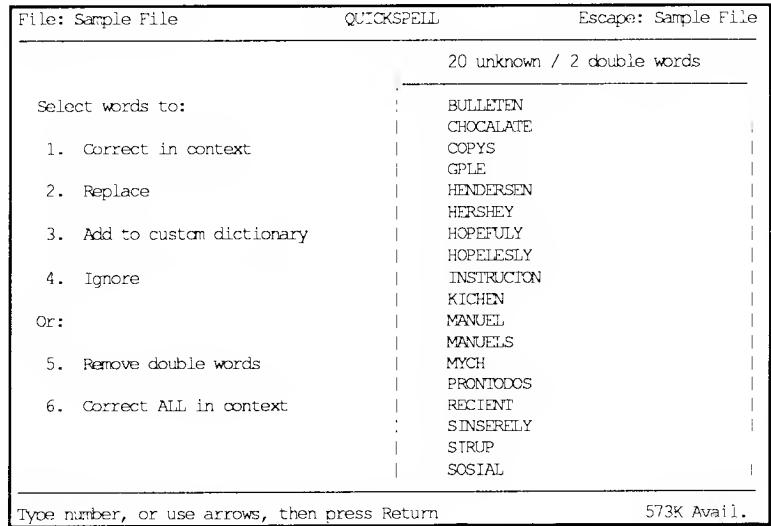 File: Sample File QUICKSPELL Escape: Sample File
20 unknown / 2 double words
Select words to:
1. Correct in context
2. Replace
3. Add to custom dictionary
4. Ignore
Or:
5. Remove double words
6. Correct ALL in context
BULLETEN
CHOCALATE
COPYS
GPLE
HENDERSEN
HERSHEY
HOPEFULY
HOPELESLY
INSTRUCTON
KICHEN
MANUEL
MANUELS
MYCH
PRONTODOS
RECIENT
SINSERELY
STRUP
SOSIAL
Type number, or use arrows, then press Return 573K Avail.